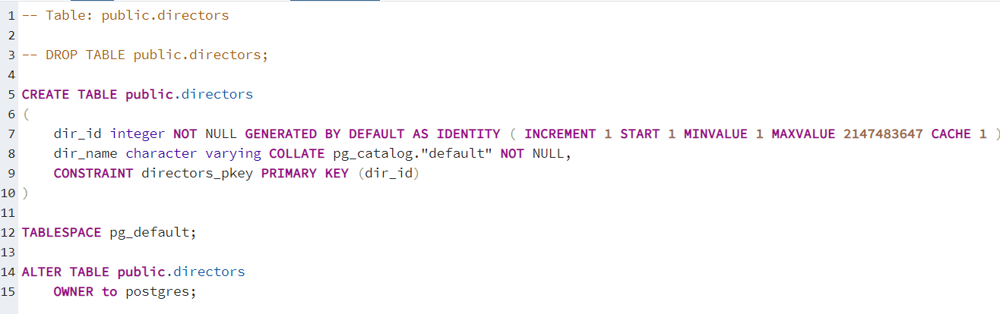 1 -- Table: public.directors
2
3 -- DROP TABLE public.directors;
4
5 CREATE TABLE public.directors
6 (
7     dir_id integer NOT NULL GENERATED BY DEFAULT AS IDENTITY ( INCREMENT 1 START 1 MINVALUE 1 MAXVALUE 2147483647 CACHE 1 )
8     dir_name character varying COLLATE pg_catalog."default" NOT NULL,
9     CONSTRAINT directors_pkey PRIMARY KEY (dir_id)
10 )
11
12 TABLESPACE pg_default;
13
14 ALTER TABLE public.directors
15     OWNER to postgres;